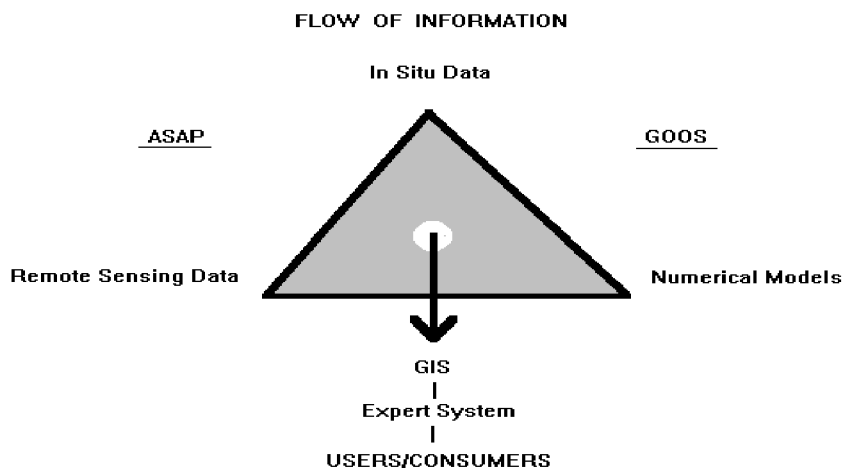 FLOW OF INFORMATION
In Situ Data
ASAP
GOOS
Remote Sensing Data
Numerical Models
GIS
Expert System
USERS/CONSUMERS